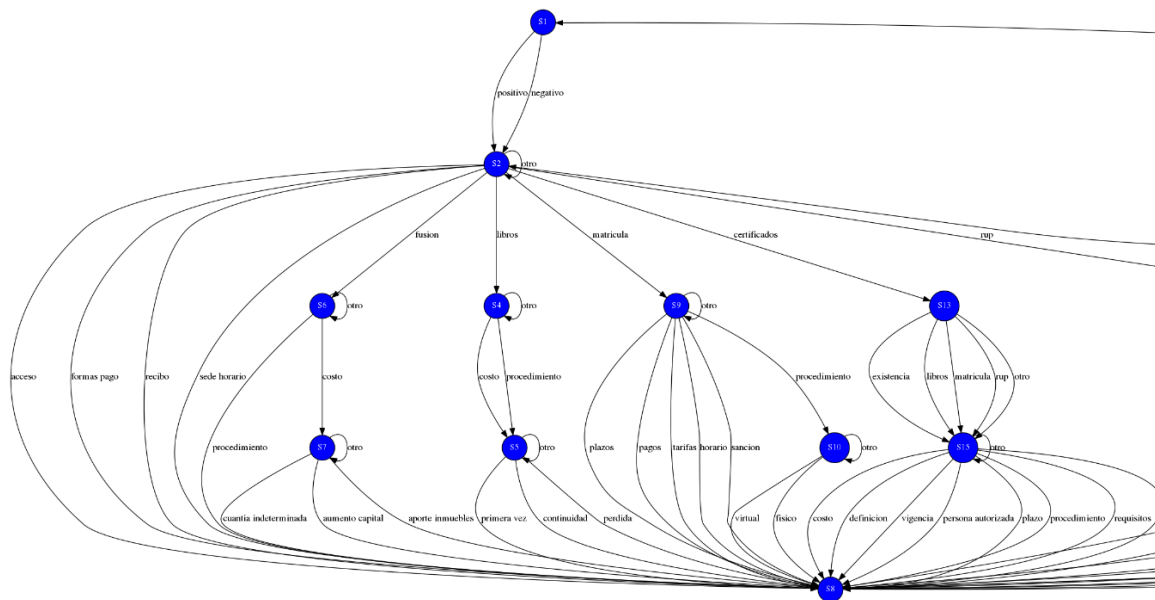 S1
positivo
negativo
S2
otro
fusion
libros
matricula
certificados
rup
S6
otro
S4
otro
S9
otro
S13
acceso
formas pago
recibo
sede horario
costo
costo
procedimiento
procedimiento
existencia
libros
matricula
rup
otro
procedimiento
S7
otro
S5
otro
plazos
pagos
tarifas
horario
sancion
S10
otro
S15
otro
cuantia indeterminada
aumento capital
aporte inmuebles
primera vez
continuidad
perdida
virtual
fisico
costo
definicion
vigencia
persona autorizada
plazo
procedimiento
requisitos
S8